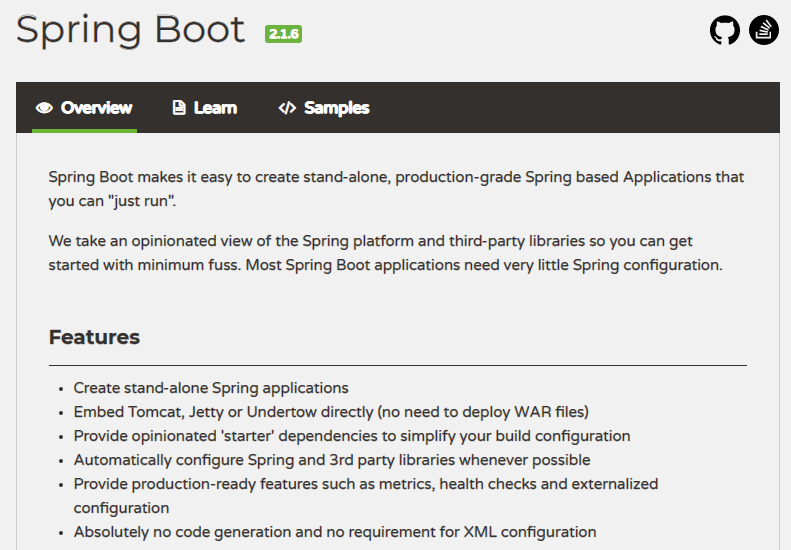 Spring Boot 2.1.6
Overview Learn Samples
Spring Boot makes it easy to create stand-alone, production-grade Spring based Applications that
you can "just run".
We take an opinionated view of the Spring platform and third-party libraries so you can get
started with minimum fuss. Most Spring Boot applications need very little Spring configuration.
Features
• Create stand-alone Spring applications
• Embed Tomcat, Jetty or Undertow directly (no need to deploy WAR files)
• Provide opinionated 'starter' dependencies to simplify your build configuration
• Automatically configure Spring and 3rd party libraries whenever possible
• Provide production-ready features such as metrics, health checks and externalized
configuration
• Absolutely no code generation and no requirement for XML configuration